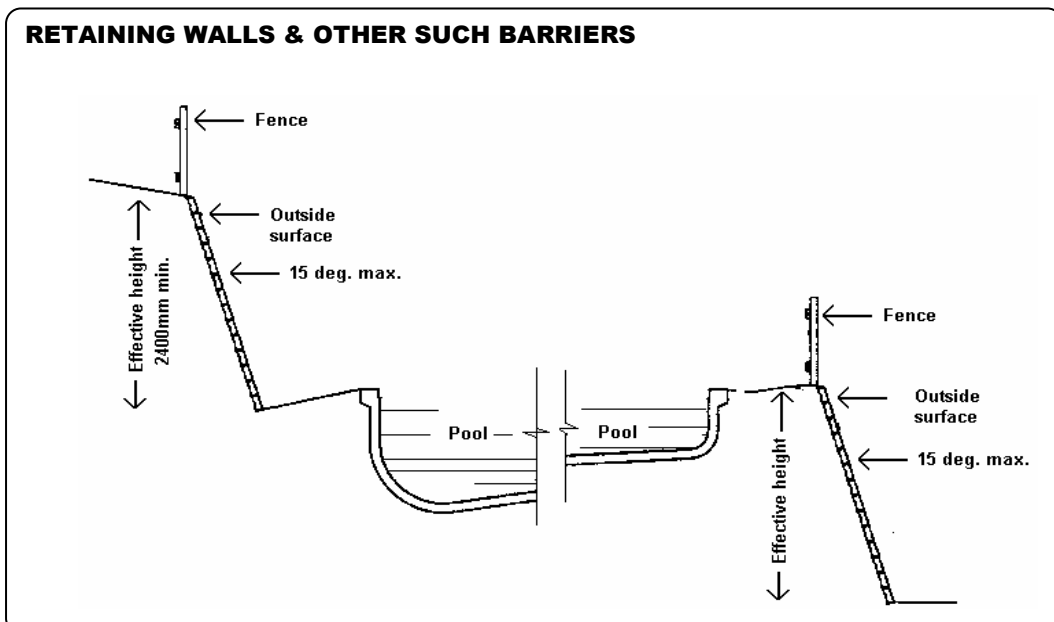 RETAINING WALLS & OTHER SUCH BARRIERS
Fence
Outside
surface
15 deg. max.
Effective height
2400mm min.
Pool
Pool
Fence
Outside
surface
15 deg. max.
Effective height